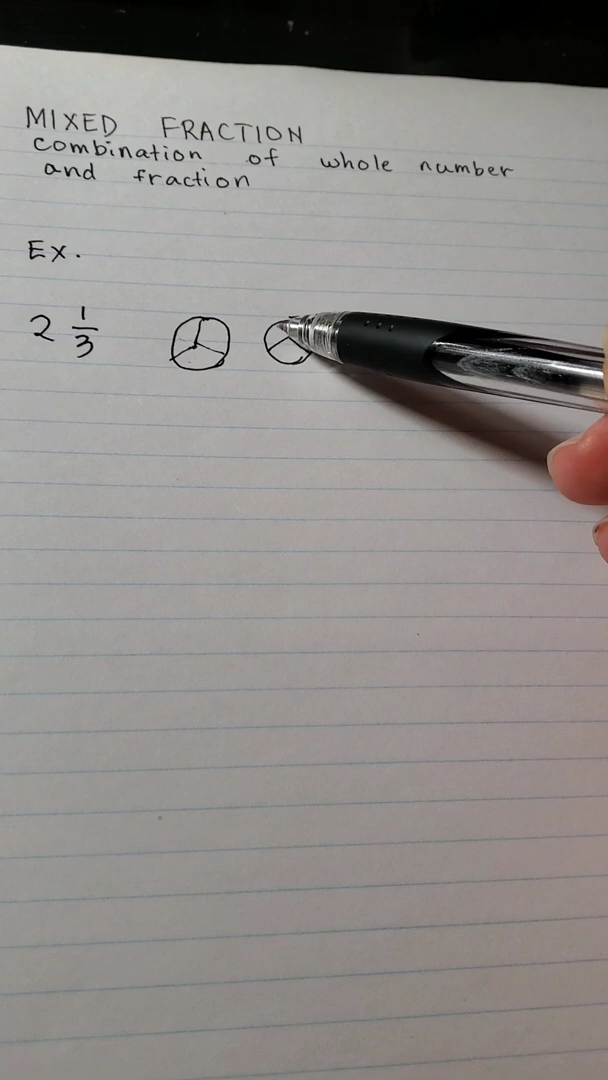 MIXED FRACTION
combination of whole number
and fraction
Ex.
2 1/3